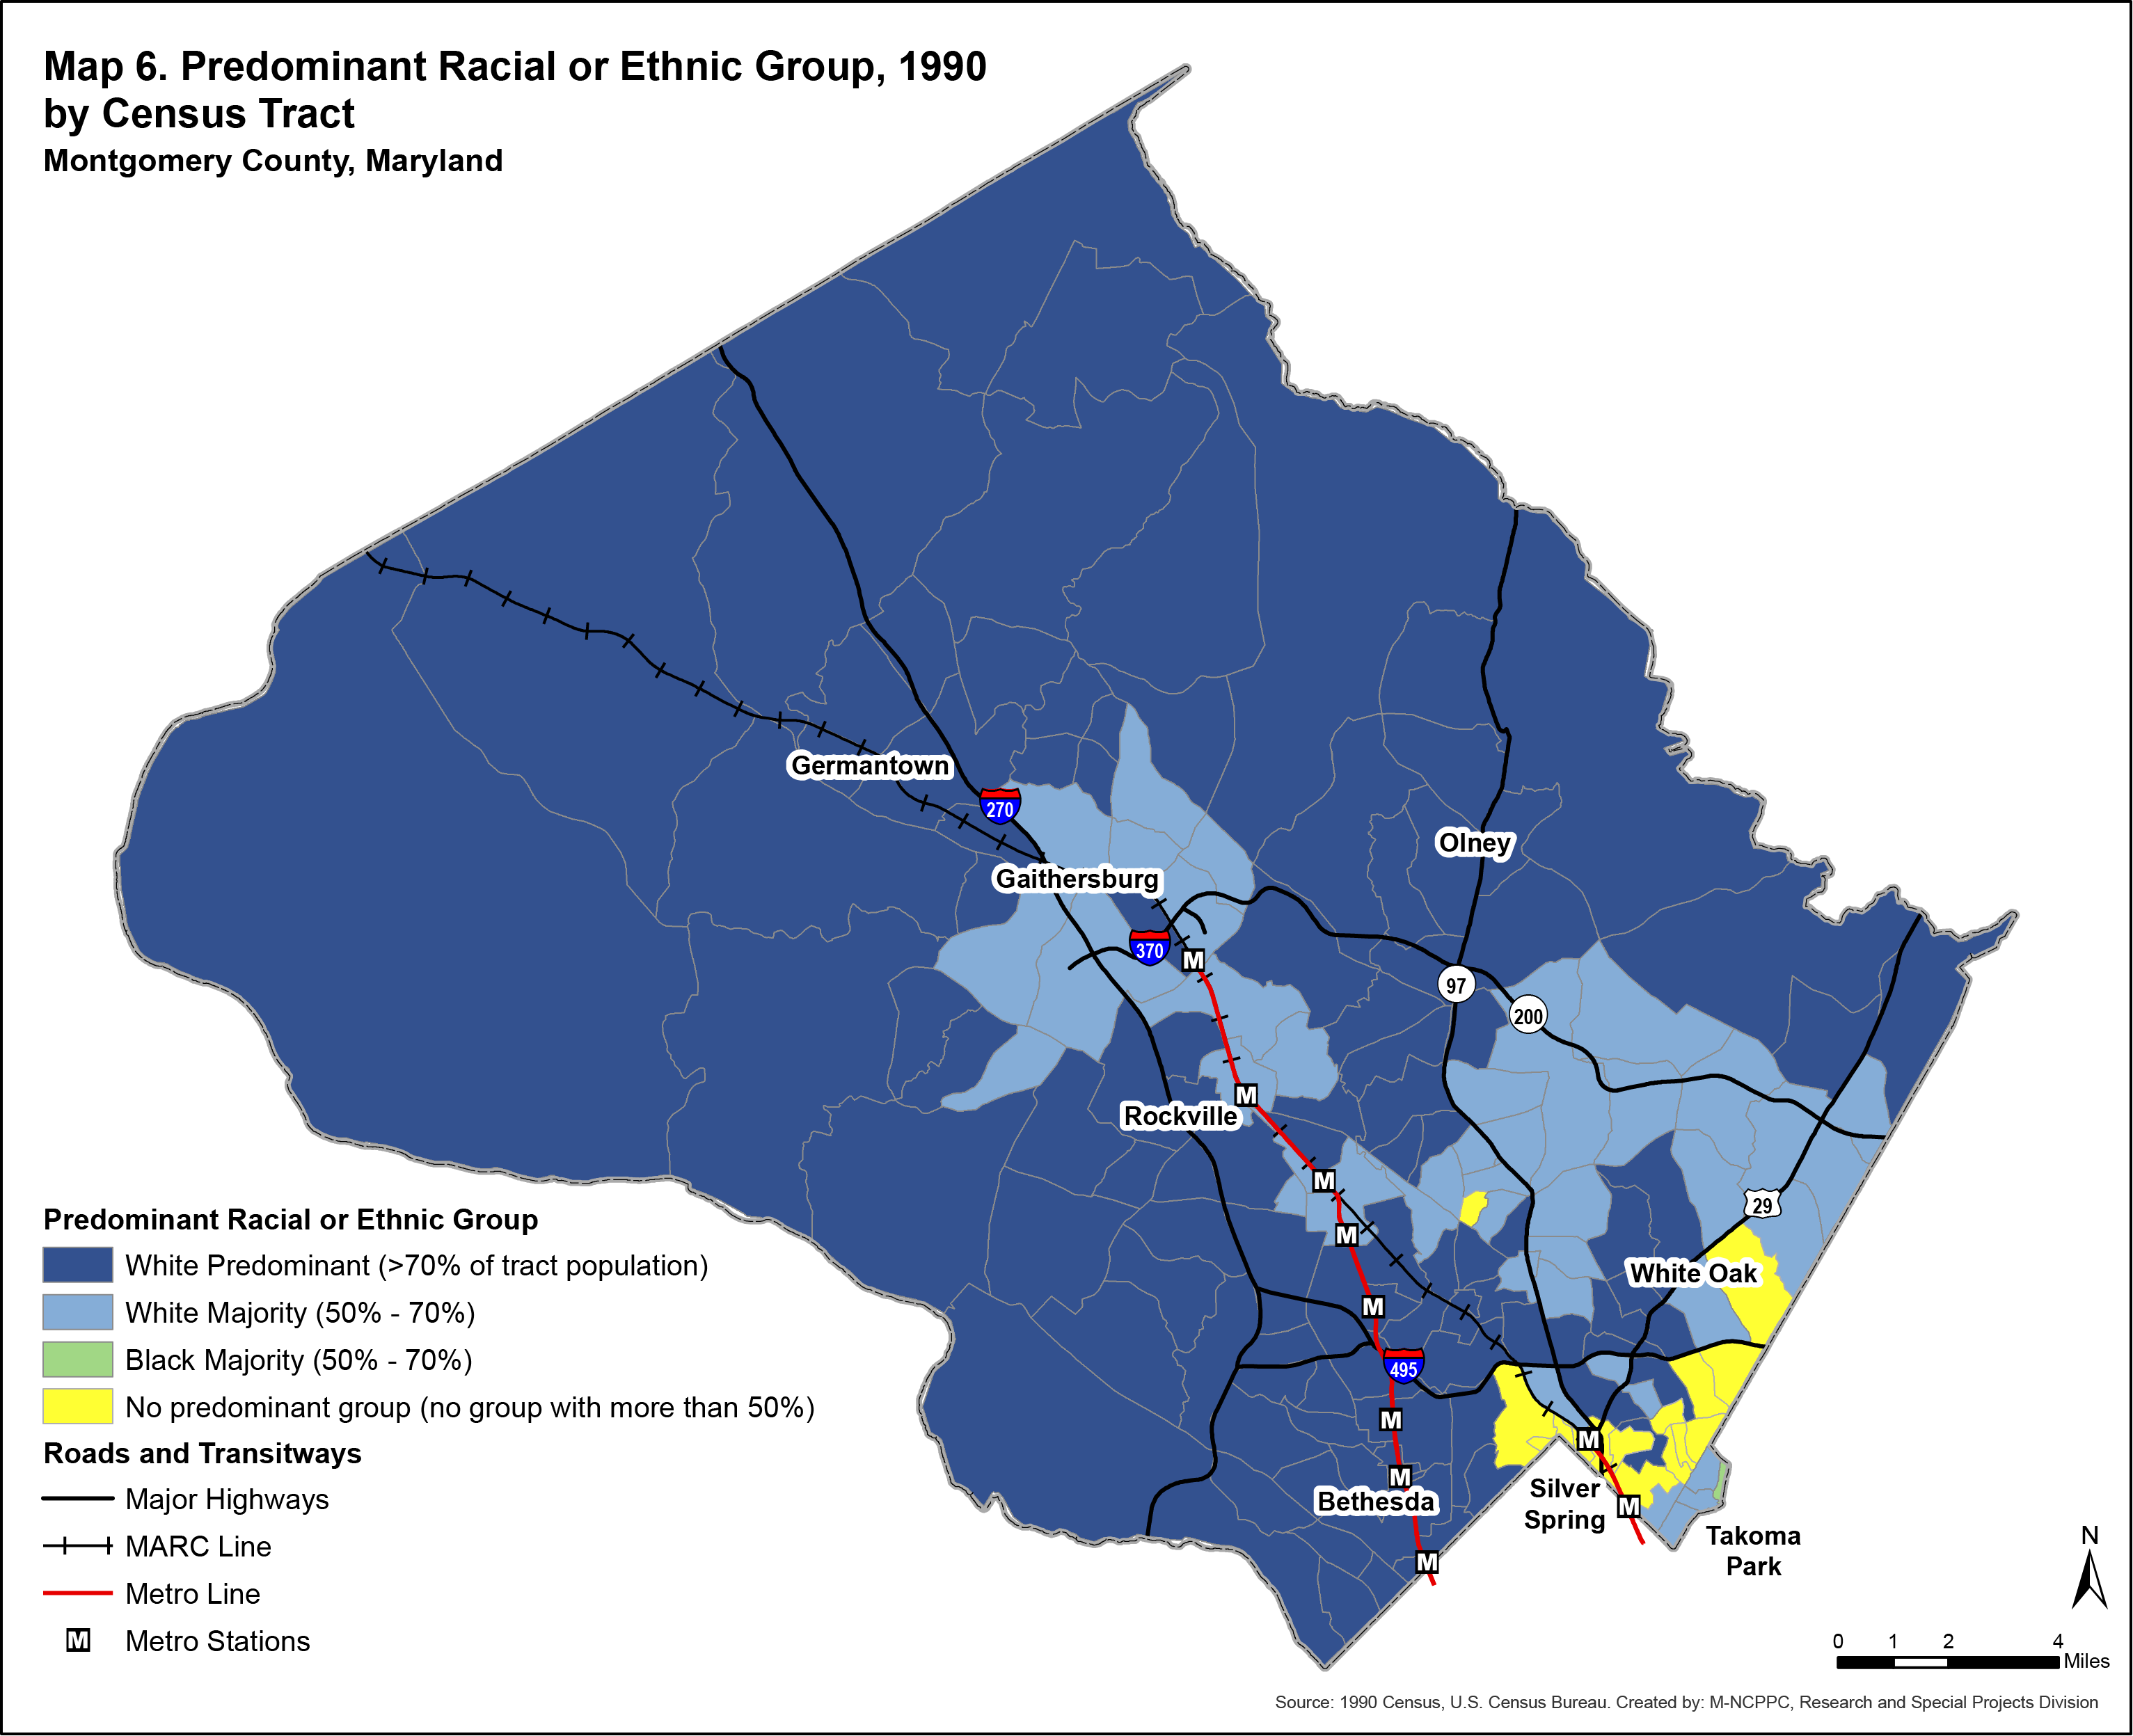 Map 6. Predominant Racial or Ethnic Group, 1990
by Census Tract
Montgomery County, Maryland
Germantown
270
Olney
Gaithersburg
370
M
97
200
M
Rockville
M
29
M
White Oak
M
495
M
M
M
Bethesda
Silver
Spring
M
M
Takoma
Park
Predominant Racial or Ethnic Group
White Predominant (>70% of tract population)
White Majority (50% - 70%)
Black Majority (50% - 70%)
No predominant group (no group with more than 50%)
Roads and Transitways
Major Highways
MARC Line
Metro Line
M Metro Stations
N
0 1 2 4
Miles
Source: 1990 Census, U.S. Census Bureau. Created by: M-NCPPC, Research and Special Projects Division